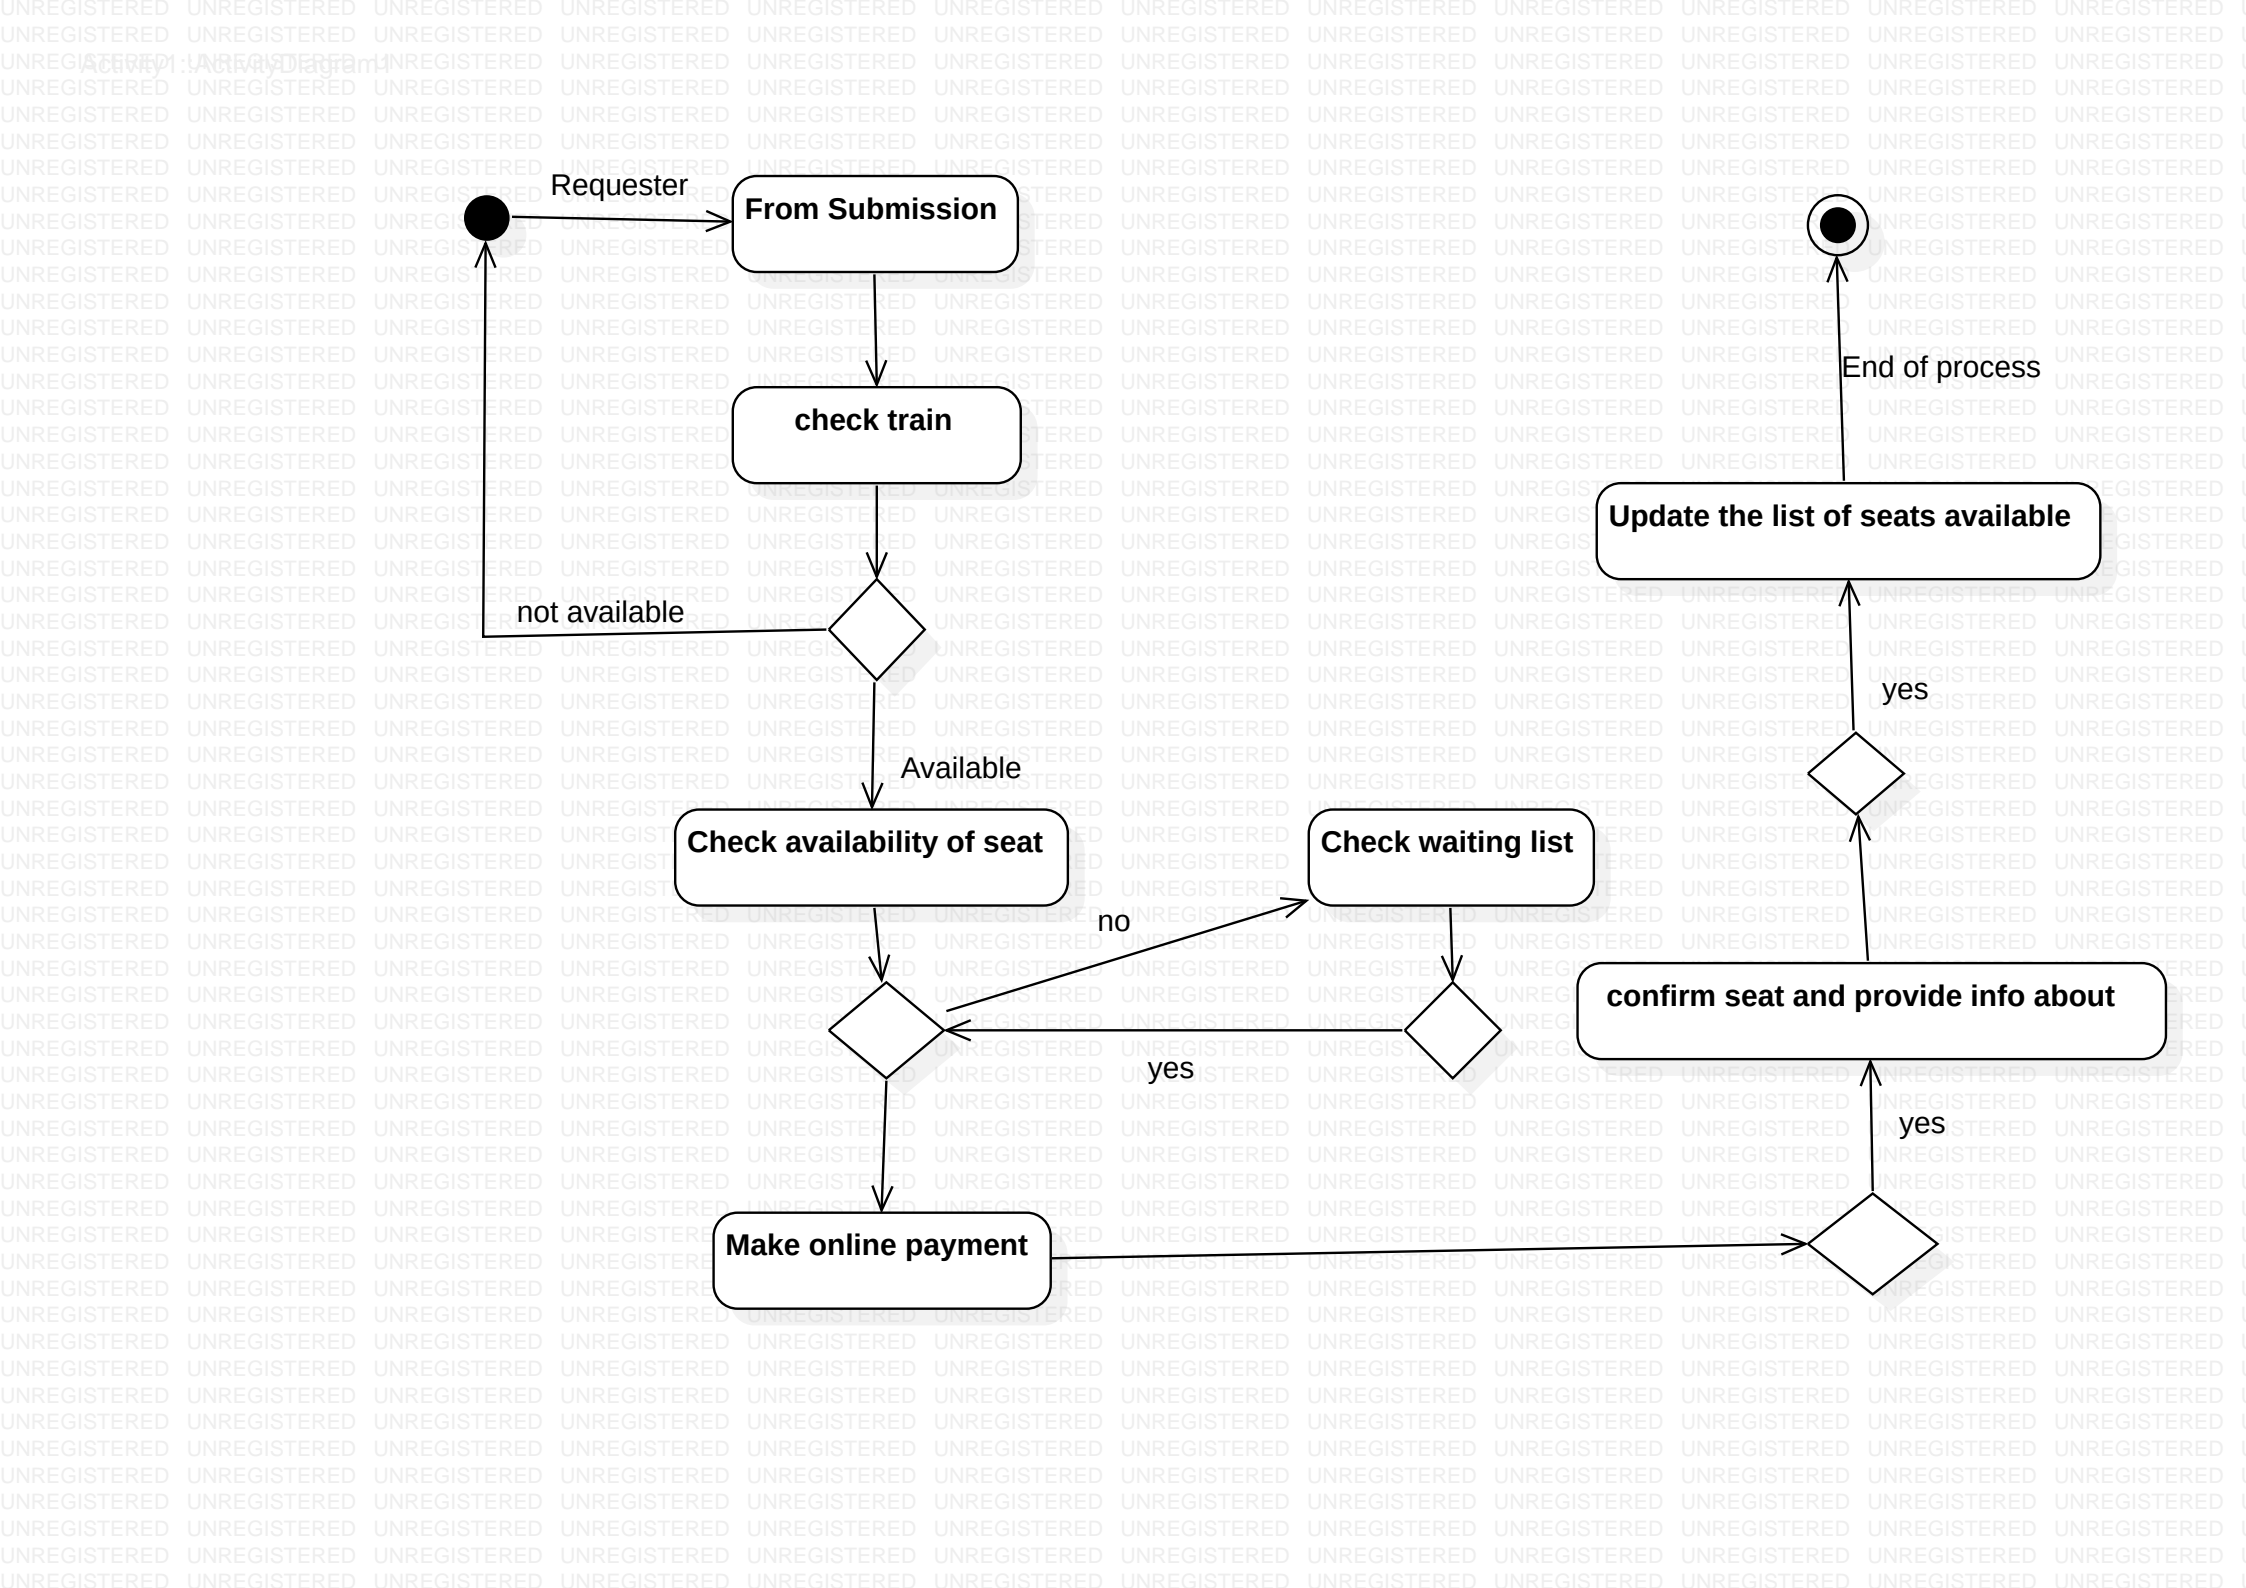 Activity1::ActivityDiagram1
Requester
From Submission
End of process
check train
Update the list of seats available
not available
yes
Available
Check availability of seat
Check waiting list
no
confirm seat and provide info about
yes
yes
Make online payment
UNREGISTERED